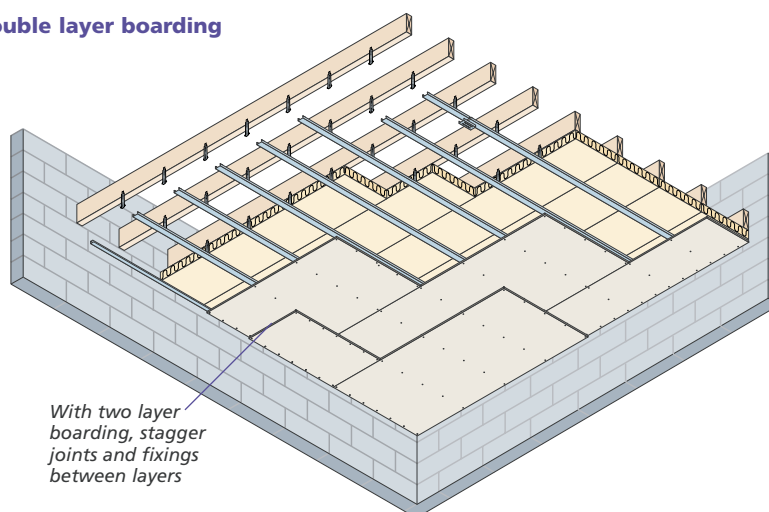 ouble layer boarding
With two layer
boarding, stagger
joints and fixings
between layers